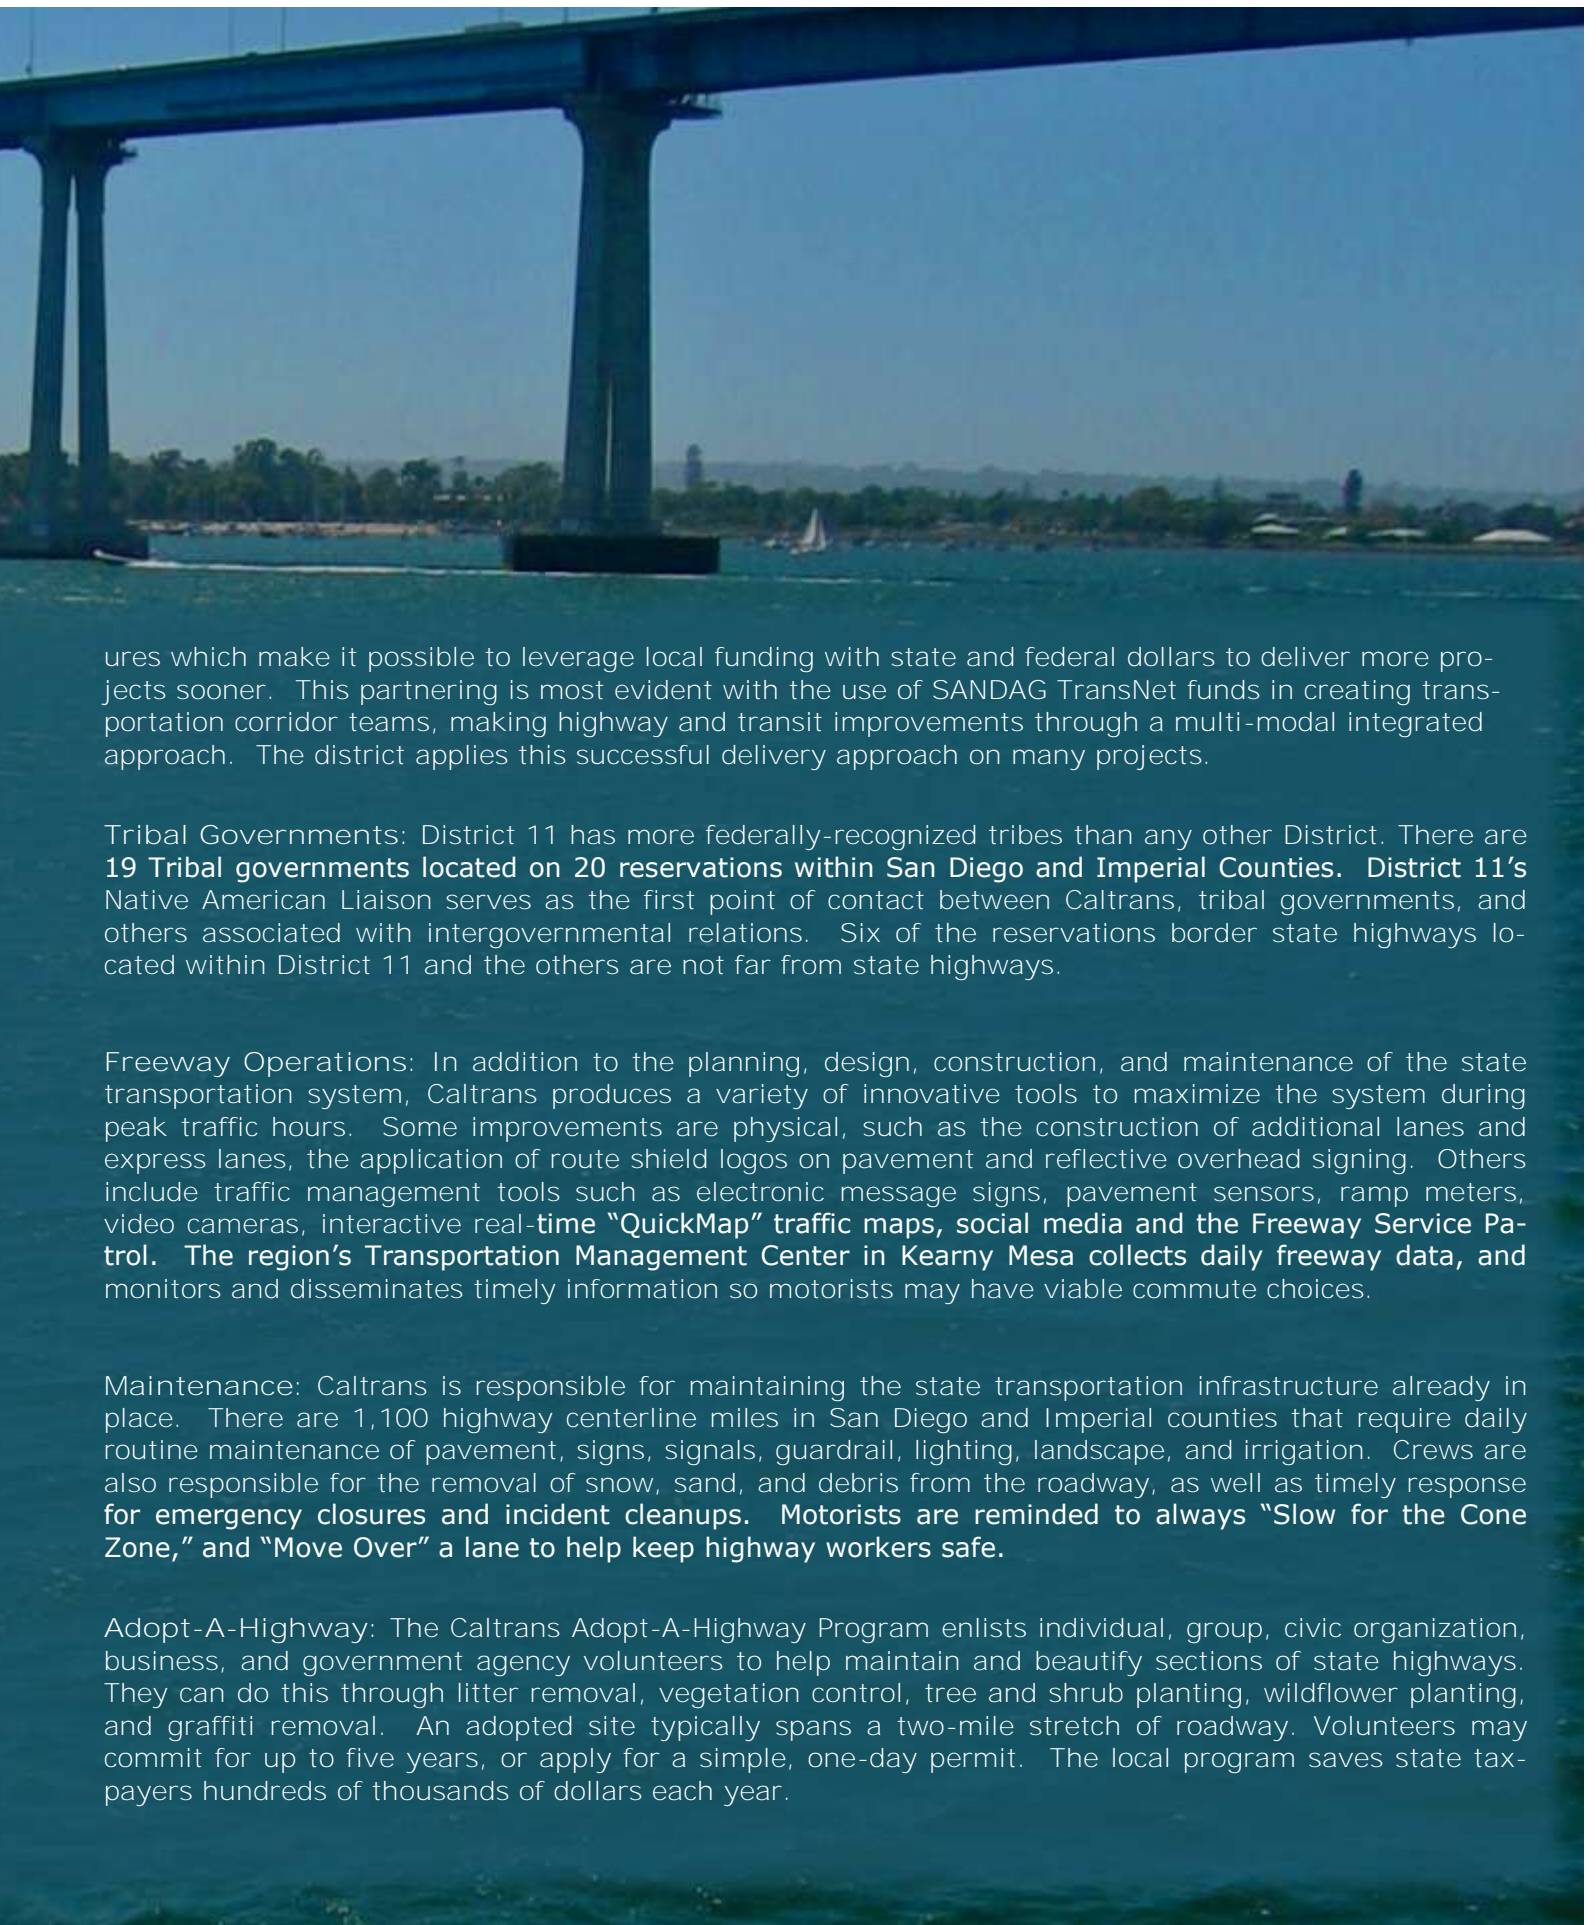 ures which make it possible to leverage local funding with state and federal dollars to deliver more pro-
jects sooner.  This partnering is most evident with the use of SANDAG TransNet funds in creating trans-
portation corridor teams, making highway and transit improvements through a multi-modal integrated
approach.  The district applies this successful delivery approach on many projects.
Tribal Governments: District 11 has more federally-recognized tribes than any other District. There are
19 Tribal governments located on 20 reservations within San Diego and Imperial Counties.  District 11’s
Native American Liaison serves as the first point of contact between Caltrans, tribal governments, and
others associated with intergovernmental relations.  Six of the reservations border state highways lo-
cated within District 11 and the others are not far from state highways.
Freeway Operations: In addition to the planning, design, construction, and maintenance of the state
transportation system, Caltrans produces a variety of innovative tools to maximize the system during
peak traffic hours.  Some improvements are physical, such as the construction of additional lanes and
express lanes, the application of route shield logos on pavement and reflective overhead signing.  Others
include traffic management tools such as electronic message signs, pavement sensors, ramp meters,
video cameras, interactive real-time “QuickMap” traffic maps, social media and the Freeway Service Pa-
trol.  The region’s Transportation Management Center in Kearny Mesa collects daily freeway data, and
monitors and disseminates timely information so motorists may have viable commute choices.
Maintenance: Caltrans is responsible for maintaining the state transportation infrastructure already in
place.  There are 1,100 highway centerline miles in San Diego and Imperial counties that require daily
routine maintenance of pavement, signs, signals, guardrail, lighting, landscape, and irrigation.  Crews are
also responsible for the removal of snow, sand, and debris from the roadway, as well as timely response
for emergency closures and incident cleanups.  Motorists are reminded to always “Slow for the Cone
Zone,” and “Move Over” a lane to help keep highway workers safe.
Adopt-A-Highway: The Caltrans Adopt-A-Highway Program enlists individual, group, civic organization,
business, and government agency volunteers to help maintain and beautify sections of state highways.
They can do this through litter removal, vegetation control, tree and shrub planting, wildflower planting,
and graffiti removal.  An adopted site typically spans a two-mile stretch of roadway. Volunteers may
commit for up to five years, or apply for a simple, one-day permit.  The local program saves state tax-
payers hundreds of thousands of dollars each year.